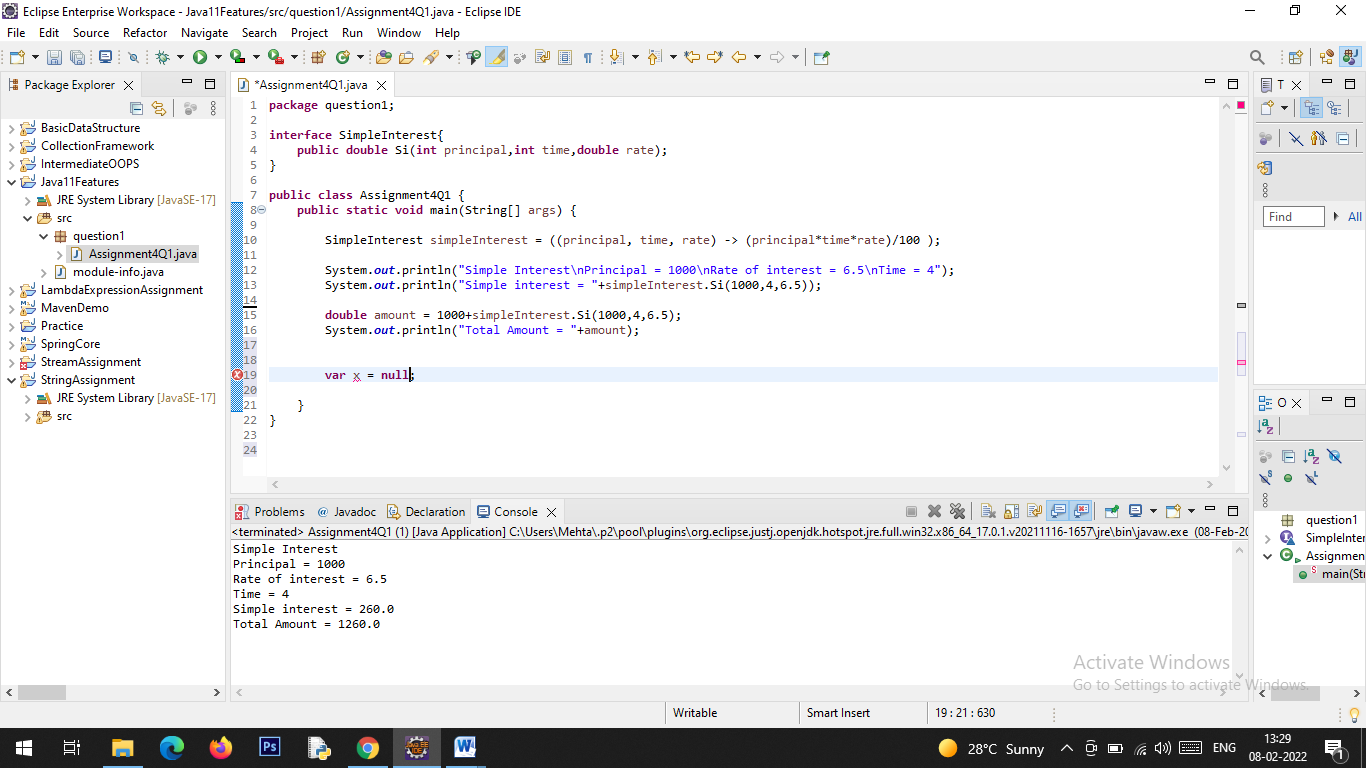 Eclipse Enterprise Workspace - Java11Features/src/question1/Assignment4Q1.java - Eclipse IDE
File Edit Source Refactor Navigate Search Project Run Window Help
Package Explorer
BasicDataStructure
CollectionFramework
IntermediateOOPS
Java11Features
JRE System Library [JavaSE-17]
src
question1
Assignment4Q1.java
module-info.java
LambdaExpressionAssignment
MavenDemo
Practice
SpringCore
StreamAssignment
StringAssignment
JRE System Library [JavaSE-17]
src
*Assignment4Q1.java
1 package question1;
2
3 interface SimpleInterest{
4 public double Si(int principal,int time,double rate);
5 }
6
7 public class Assignment4Q1 {
8 public static void main(String[] args) {
9
10 SimpleInterest simpleInterest = ((principal, time, rate) -> (principal*time*rate)/100 );
11
12 System.out.println("Simple Interest\nPrincipal = 1000\nRate of interest = 6.5\nTime = 4");
13 System.out.println("Simple interest = "+simpleInterest.Si(1000,4,6.5));
14
15 double amount = 1000+simpleInterest.Si(1000,4,6.5);
16 System.out.println("Total Amount = "+amount);
17
18
19 var x = null;
20
21 }
22 }
23
24
T
Find All
O
question1
SimpleInter
Assignmen
main(Str
Problems @ Javadoc Declaration Console
<terminated> Assignment4Q1 (1) [Java Application] C:\Users\Mehta\.p2\pool\plugins\org.eclipse.justj.openjdk.hotspot.jre.full.win32.x86_64_17.0.1.v20211116-1657\jre\bin\javaw.exe (08-Feb-20
Simple Interest
Principal = 1000
Rate of interest = 6.5
Time = 4
Simple interest = 260.0
Total Amount = 1260.0
Activate Windows
Go to Settings to activate Windows.
Writable Smart Insert 19 : 21 : 630
Ps
28°C Sunny ENG 13:29
08-02-2022
1